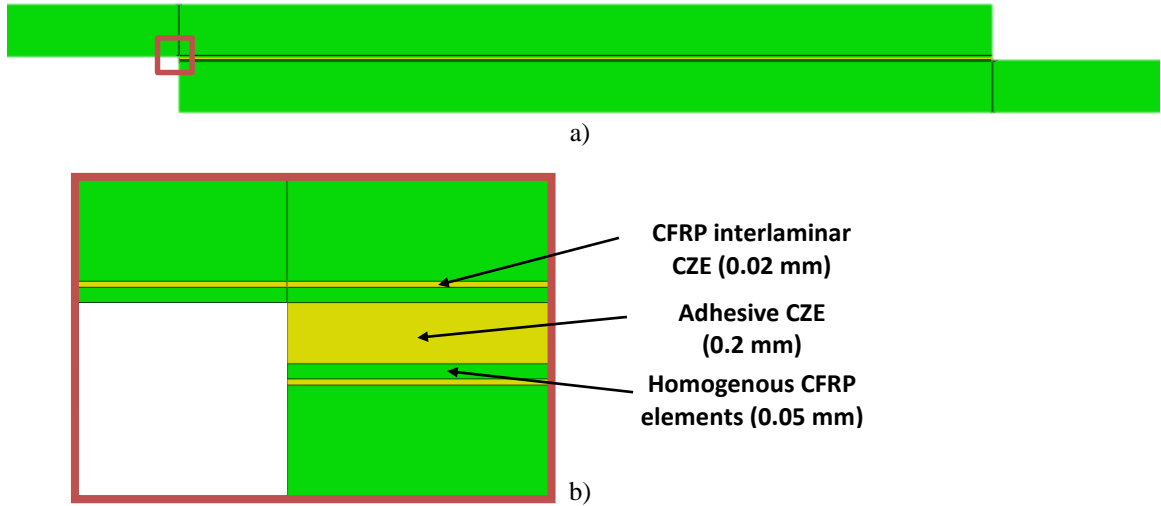 a)
CFRP interlaminar
CZE (0.02 mm)
Adhesive CZE
(0.2 mm)
Homogenous CFRP
elements (0.05 mm)
b)